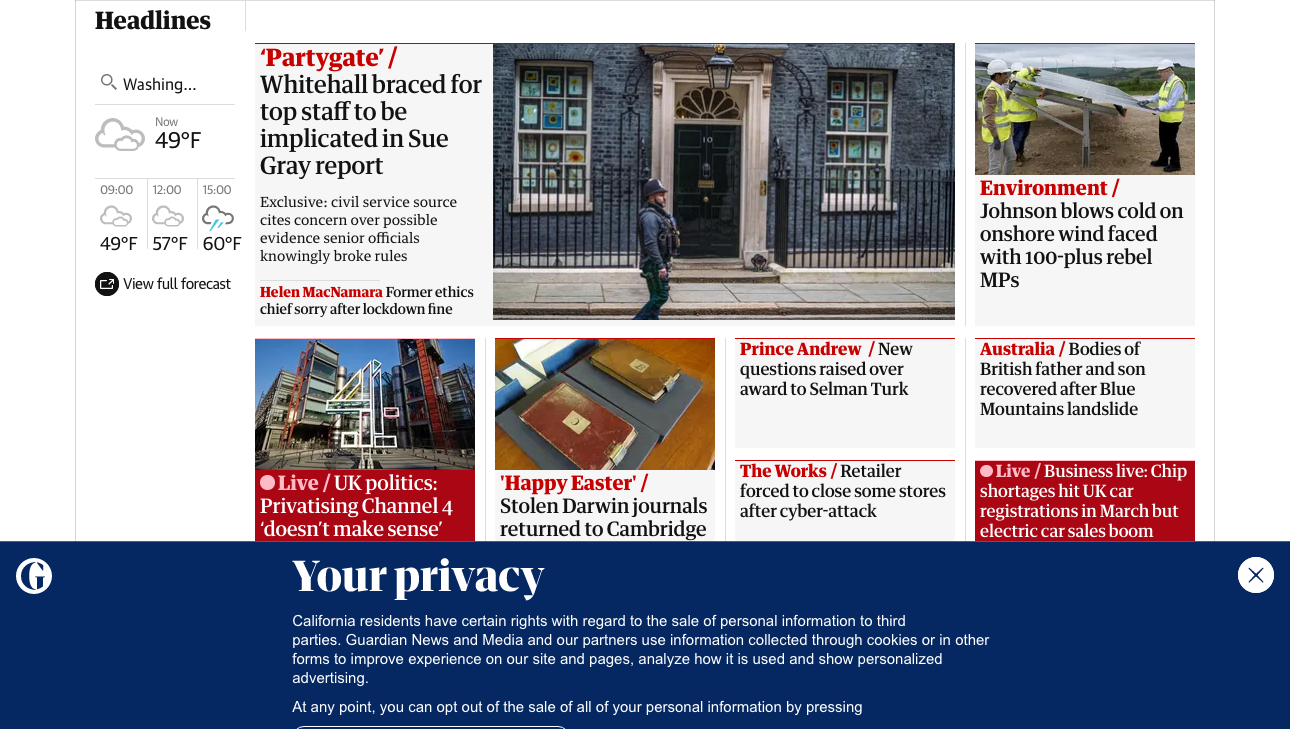 Headlines
Washing...
Now
49°F
09:00
12:00
15:00
49°F
57°F
60°F
View full forecast
‘Partygate’ /
Whitehall braced for
top staff to be
implicated in Sue
Gray report
Exclusive: civil service source
cites concern over possible
evidence senior officials
knowingly broke rules
Helen MacNamara Former ethics
chief sorry after lockdown fine
10
Environment /
Johnson blows cold on
onshore wind faced
with 100-plus rebel
MPs
Live / UK politics:
Privatising Channel 4
‘doesn’t make sense’
'Happy Easter' /
Stolen Darwin journals
returned to Cambridge
Prince Andrew / New
questions raised over
award to Selman Turk
The Works / Retailer
forced to close some stores
after cyber-attack
Australia / Bodies of
British father and son
recovered after Blue
Mountains landslide
Live / Business live: Chip
shortages hit UK car
registrations in March but
electric car sales boom
G
Your privacy
California residents have certain rights with regard to the sale of personal information to third
parties. Guardian News and Media and our partners use information collected through cookies or in other
forms to improve experience on our site and pages, analyze how it is used and show personalized
advertising.
At any point, you can opt out of the sale of all of your personal information by pressing